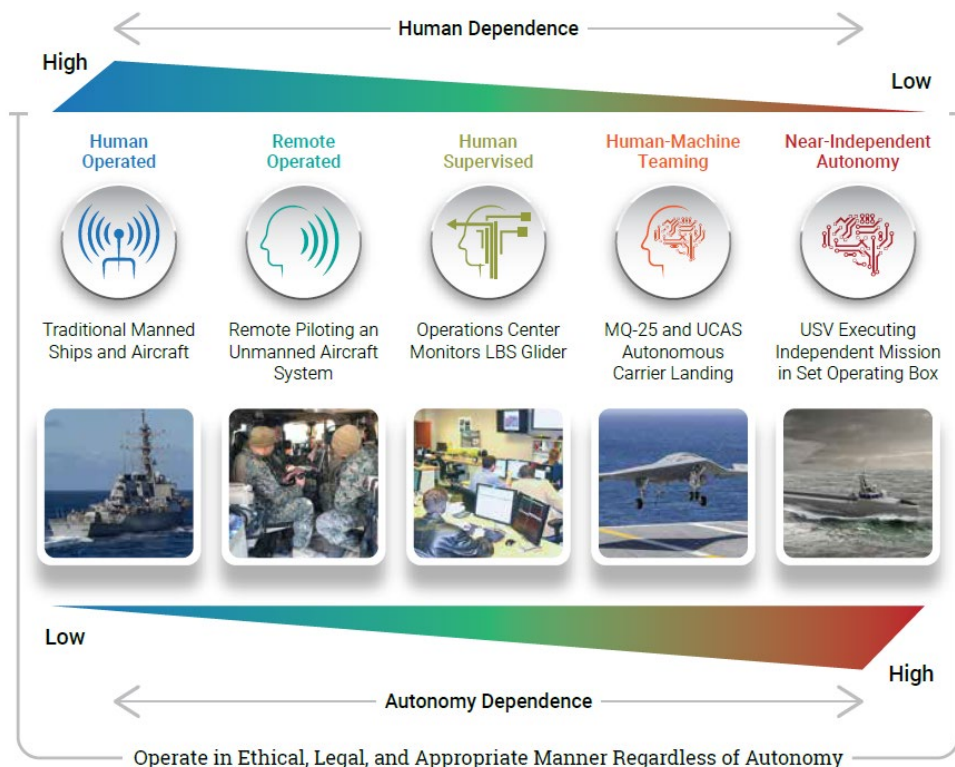 Human Dependence
High
Low
Human
Operated
Remote
Operated
Human
Supervised
Human-Machine
Teaming
Near-Independent
Autonomy
Traditional Manned
Ships and Aircraft
Remote Piloting an
Unmanned Aircraft
System
Operations Center
Monitors LBS Glider
MQ-25 and UCAS
Autonomous
Carrier Landing
USV Executing
Independent Mission
in Set Operating Box
Low
High
Autonomy Dependence
Operate in Ethical, Legal, and Appropriate Manner Regardless of Autonomy